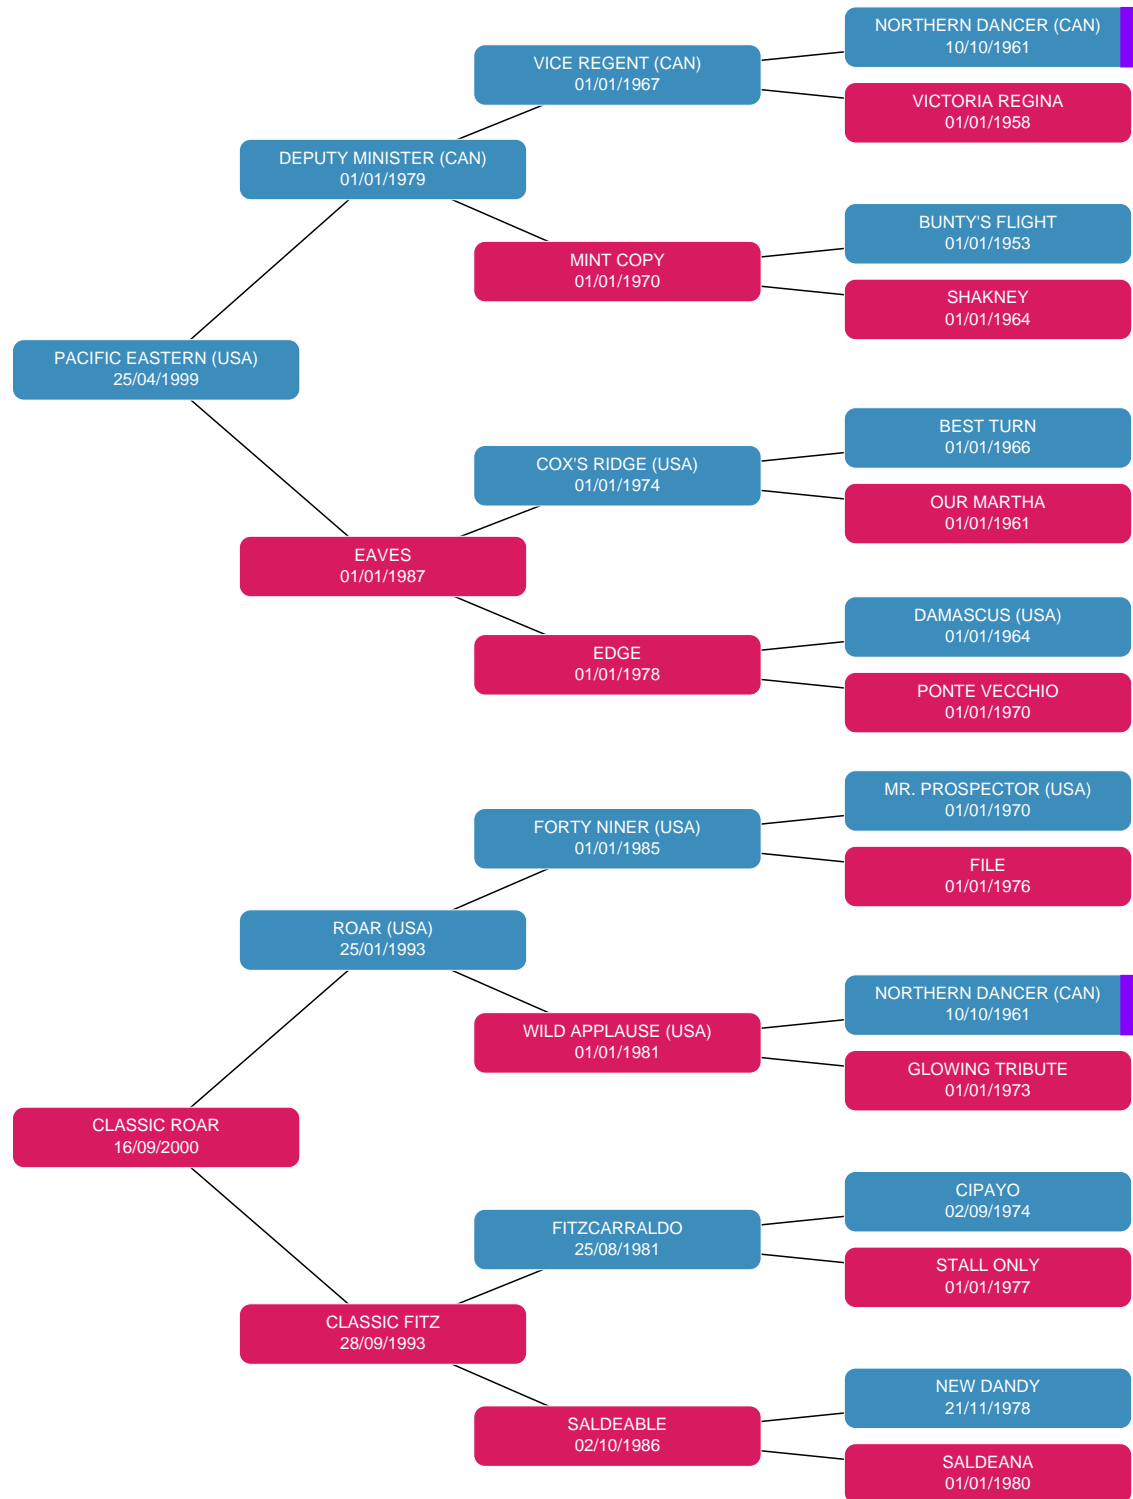 NORTHERN DANCER (CAN)
10/10/1961
VICE REGENT (CAN)
01/01/1967
VICTORIA REGINA
01/01/1958
DEPUTY MINISTER (CAN)
01/01/1979
BUNTY'S FLIGHT
01/01/1953
MINT COPY
01/01/1970
SHAKNEY
01/01/1964
PACIFIC EASTERN (USA)
25/04/1999
BEST TURN
01/01/1966
COX'S RIDGE (USA)
01/01/1974
OUR MARTHA
01/01/1961
EAVES
01/01/1987
DAMASCUS (USA)
01/01/1964
EDGE
01/01/1978
PONTE VECCHIO
01/01/1970
MR. PROSPECTOR (USA)
01/01/1970
FORTY NINER (USA)
01/01/1985
FILE
01/01/1976
ROAR (USA)
25/01/1993
NORTHERN DANCER (CAN)
10/10/1961
WILD APPLAUSE (USA)
01/01/1981
GLOWING TRIBUTE
01/01/1973
CLASSIC ROAR
16/09/2000
CIPAYO
02/09/1974
FITZCARRALDO
25/08/1981
STALL ONLY
01/01/1977
CLASSIC FITZ
28/09/1993
NEW DANDY
21/11/1978
SALDEABLE
02/10/1986
SALDEANA
01/01/1980